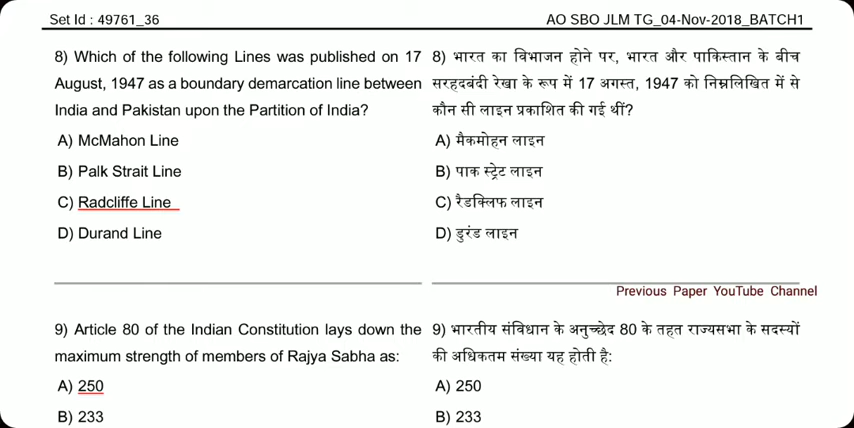 Set Id : 49761_36
AO SBO JLM TG_04-Nov-2018_BATCH1
8) Which of the following Lines was published on 17
August, 1947 as a boundary demarcation line between
India and Pakistan upon the Partition of India?
A) McMahon Line
B) Palk Strait Line
C) Radcliffe Line
D) Durand Line
8) भारत का विभाजन होने पर, भारत और पाकिस्तान के बीच
सरहदबंदी रेखा के रूप में 17 अगस्त, 1947 को निम्नलिखित में से
कौन सी लाइन प्रकाशित की गई थीं?
A) मैकमोहन लाइन
B) पाक स्ट्रेट लाइन
C) रैडक्लिफ लाइन
D) डुरंड लाइन
Previous Paper YouTube Channel
9) Article 80 of the Indian Constitution lays down the
maximum strength of members of Rajya Sabha as:
A) 250
B) 233
9) भारतीय संविधान के अनुच्छेद 80 के तहत राज्यसभा के सदस्यों
की अधिकतम संख्या यह होती है:
A) 250
B) 233